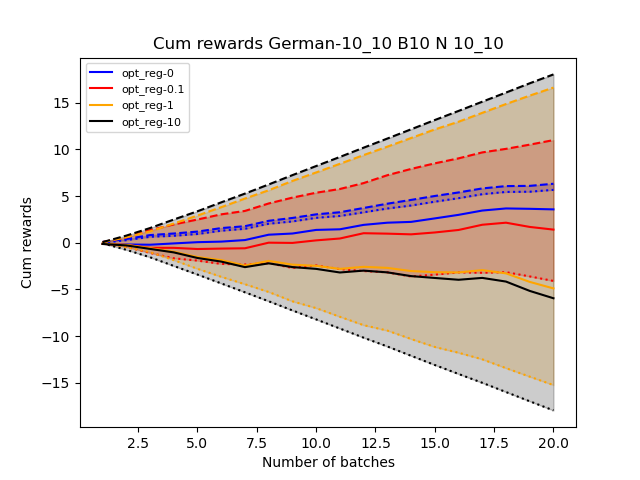 Cum rewards German-10_10 B10 N 10_10
opt_reg-0
opt_reg-0.1
opt_reg-1
opt_reg-10
Cum rewards
15
10
5
0
−5
−10
−15
2.5 5.0 7.5 10.0 12.5 15.0 17.5 20.0
Number of batches